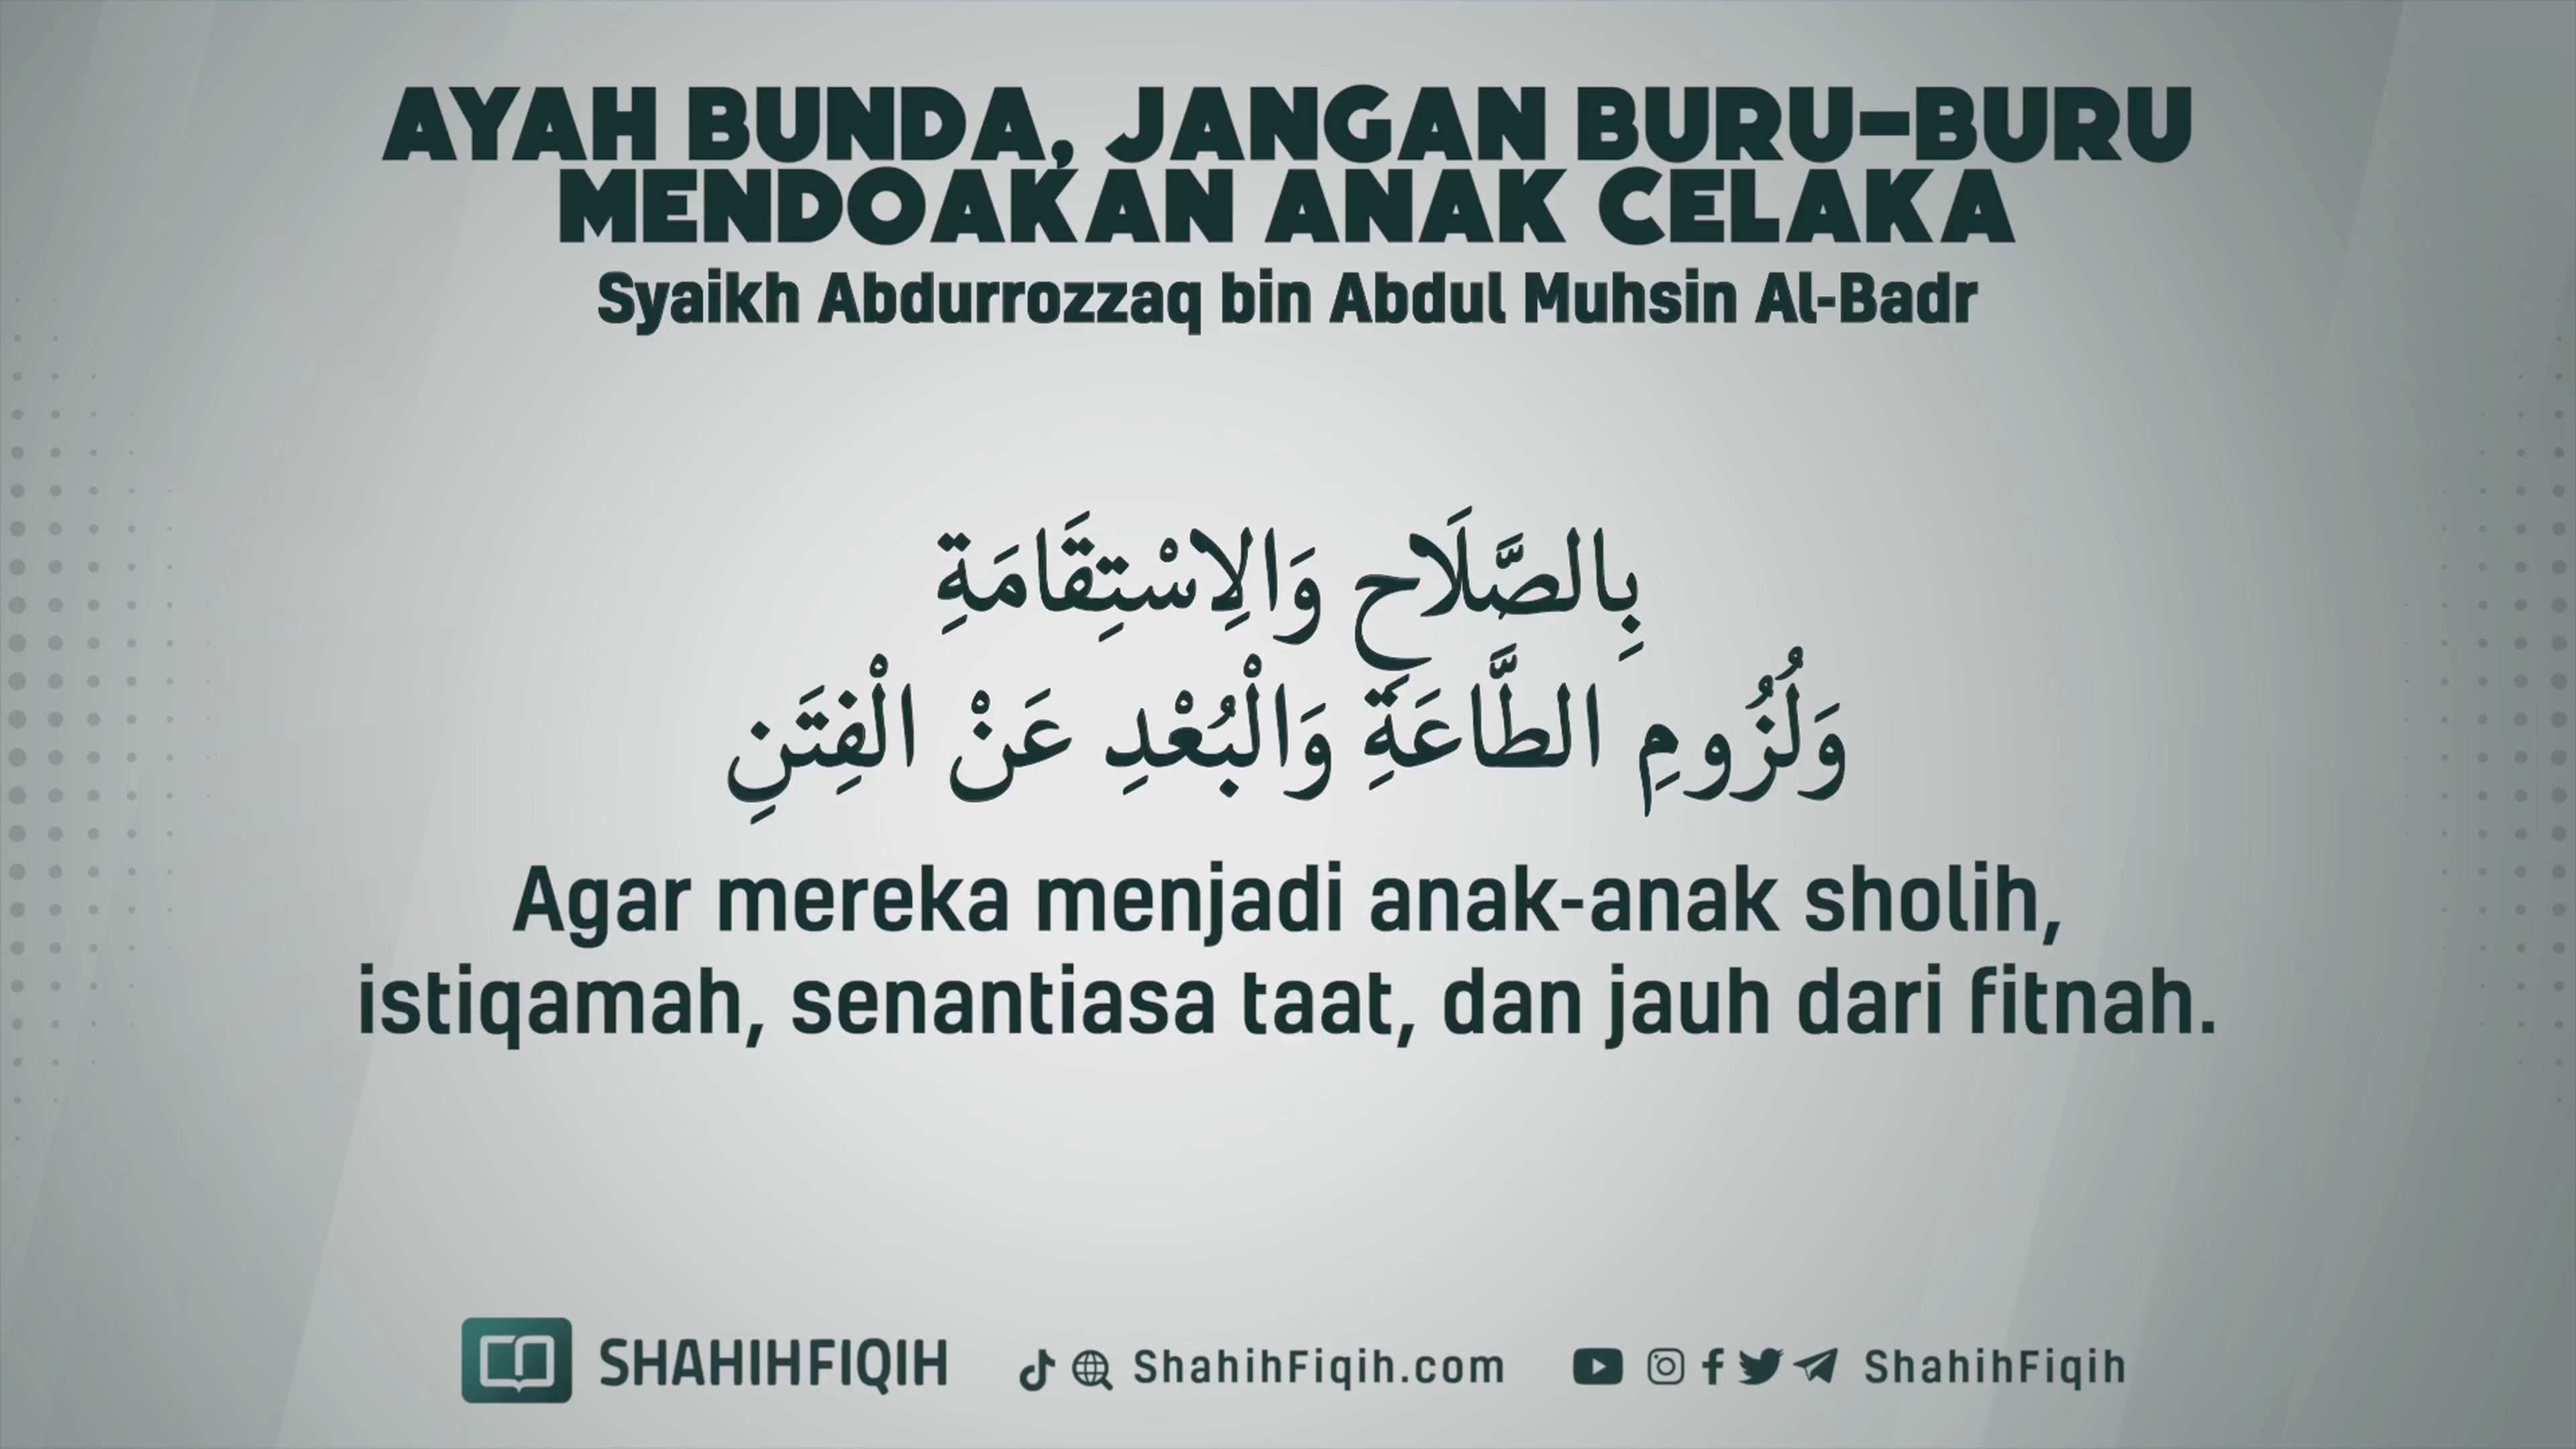 AYAH BUNDA, JANGAN BURU-BURU
MENDOAKAN ANAK CELAKA
Syaikh Abdurrozzaq bin Abdul Muhsin Al-Badr
بِالصَّلَاحِ وَالِاسْتِقَامَةِ
وَلُزُومِ الطَّاعَةِ وَالْبُعْدِ عَنْ الْفِتَنِ
Agar mereka menjadi anak-anak sholih,
istiqamah, senantiasa taat, dan jauh dari fitnah.
SHAHIHFIQIH ShahihFiqih.com ShahihFiqih